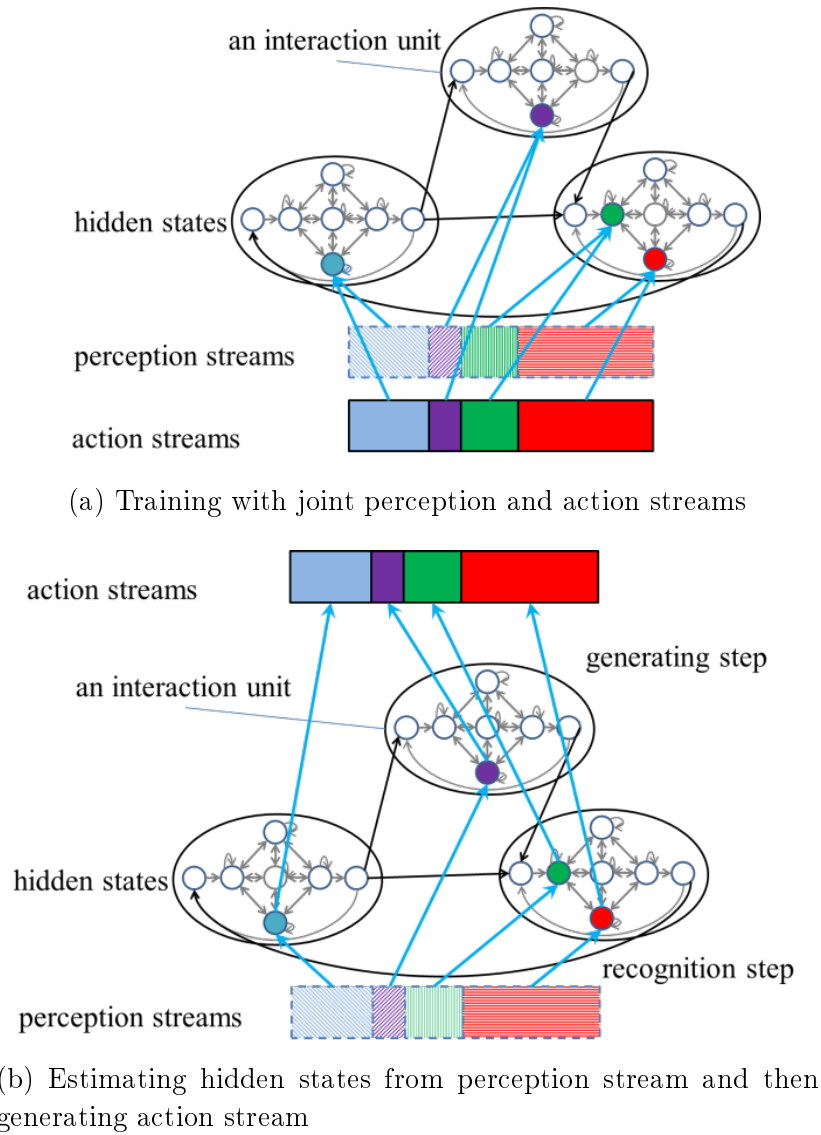 an interaction unit
hidden states
perception streams
action streams
(a) Training with joint perception and action streams
action streams
generating step
an interaction unit
hidden states
recognition step
perception streams
(b) Estimating hidden states from perception stream and then
generating action stream